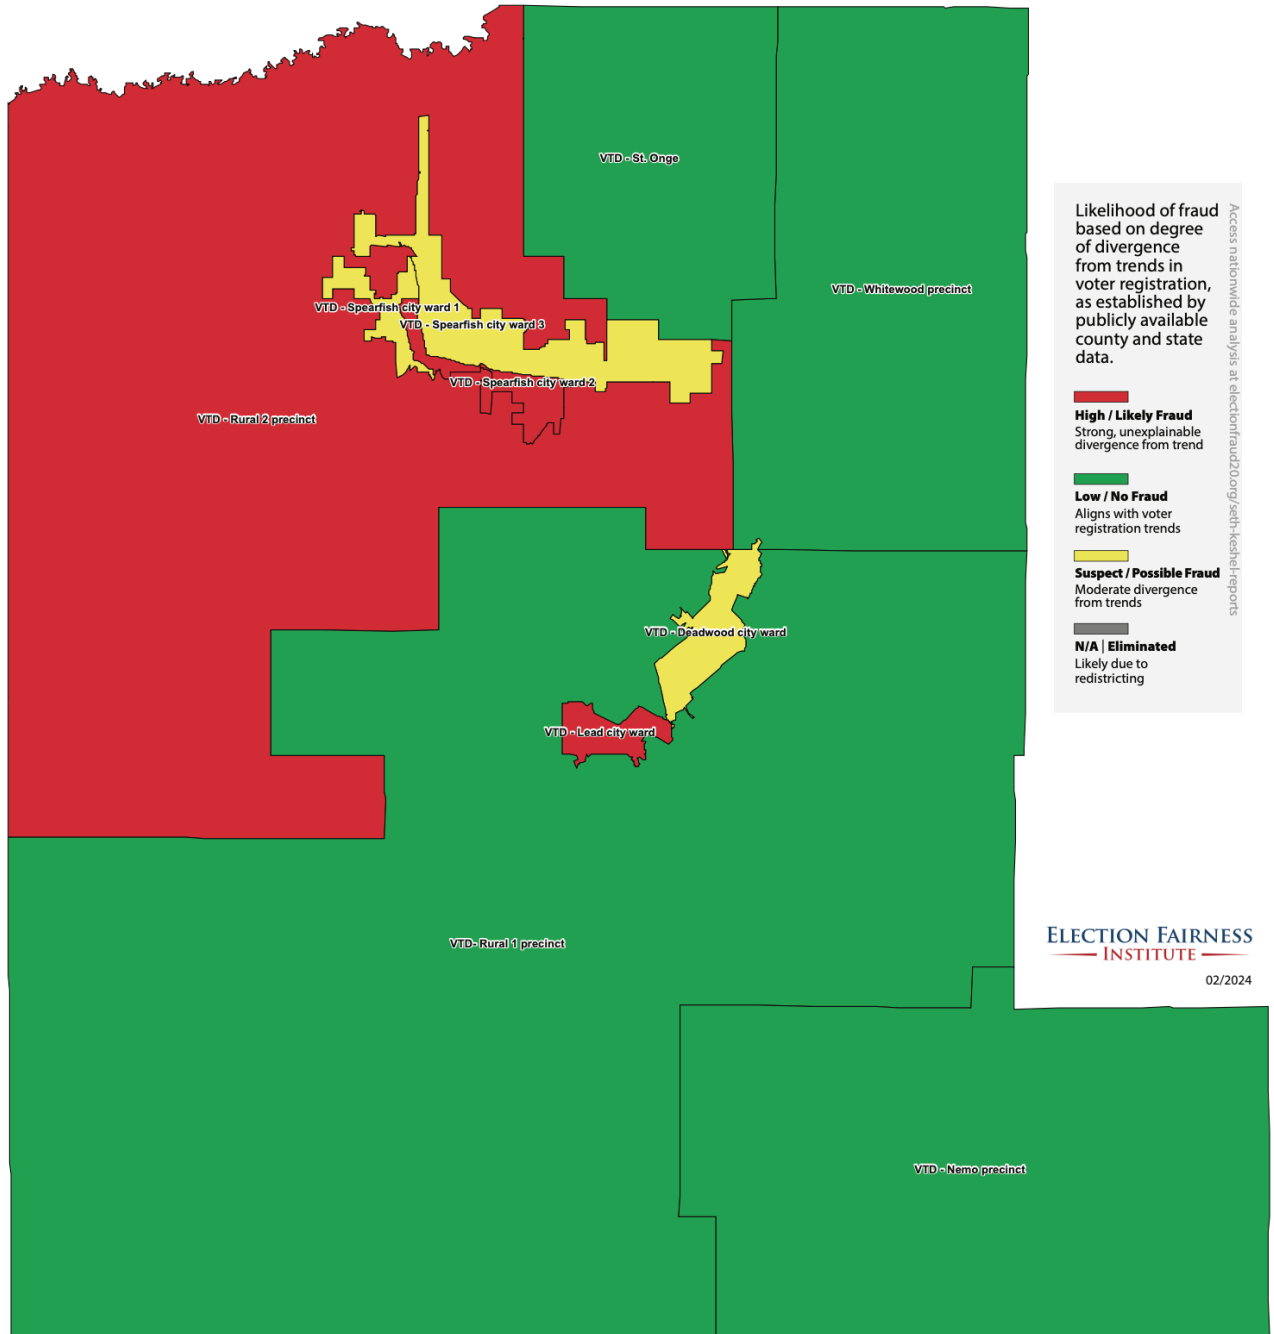 VTD - St. Onge
VTD - Whitewood precinct
VTD - Spearfish city ward 1
VTD - Spearfish city ward 3
VTD - Spearfish city ward 2
VTD - Rural 2 precinct
VTD - Deadwood city ward
VTD - Lead city ward
VTD- Rural 1 precinct
VTD - Nemo precinct
Likelihood of fraud
based on degree
of divergence
from trends in
voter registration,
as established by
publicly available
county and state
data.
High / Likely Fraud
Strong, unexplainable
divergence from trend
Low / No Fraud
Aligns with voter
registration trends
Suspect / Possible Fraud
Moderate divergence
from trends
N/A | Eliminated
Likely due to
redistricting
Access nationwide analysis at electionfraud20.org/seth-keshel-reports
ELECTION FAIRNESS
INSTITUTE
02/2024